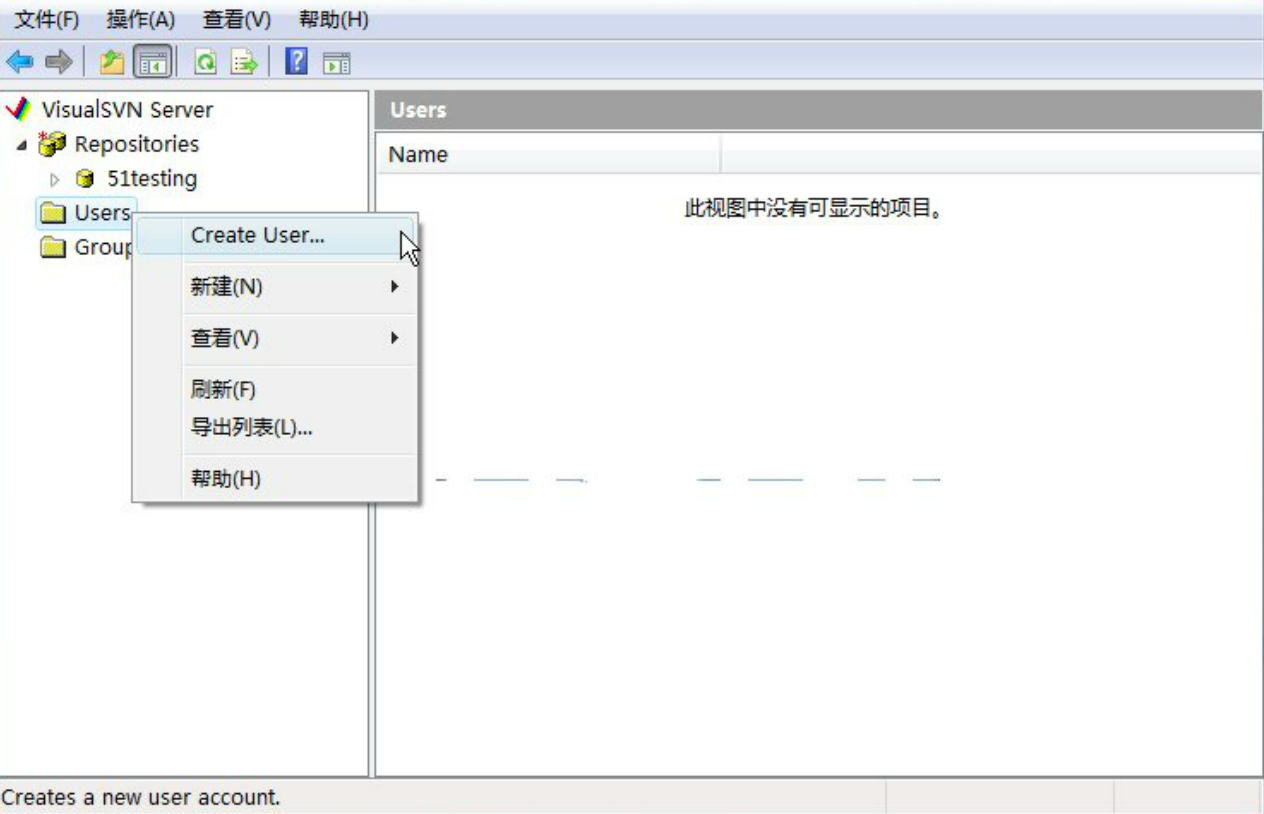 文件(F) 操作(A) 查看(V) 帮助(H)
VisualSVN Server
Users
Repositories
Name
51testing
此视图中没有可显示的项目。
Users
Create User...
Group
新建(N)
查看(V)
刷新(F)
导出列表(L)...
帮助(H)
Creates a new user account.